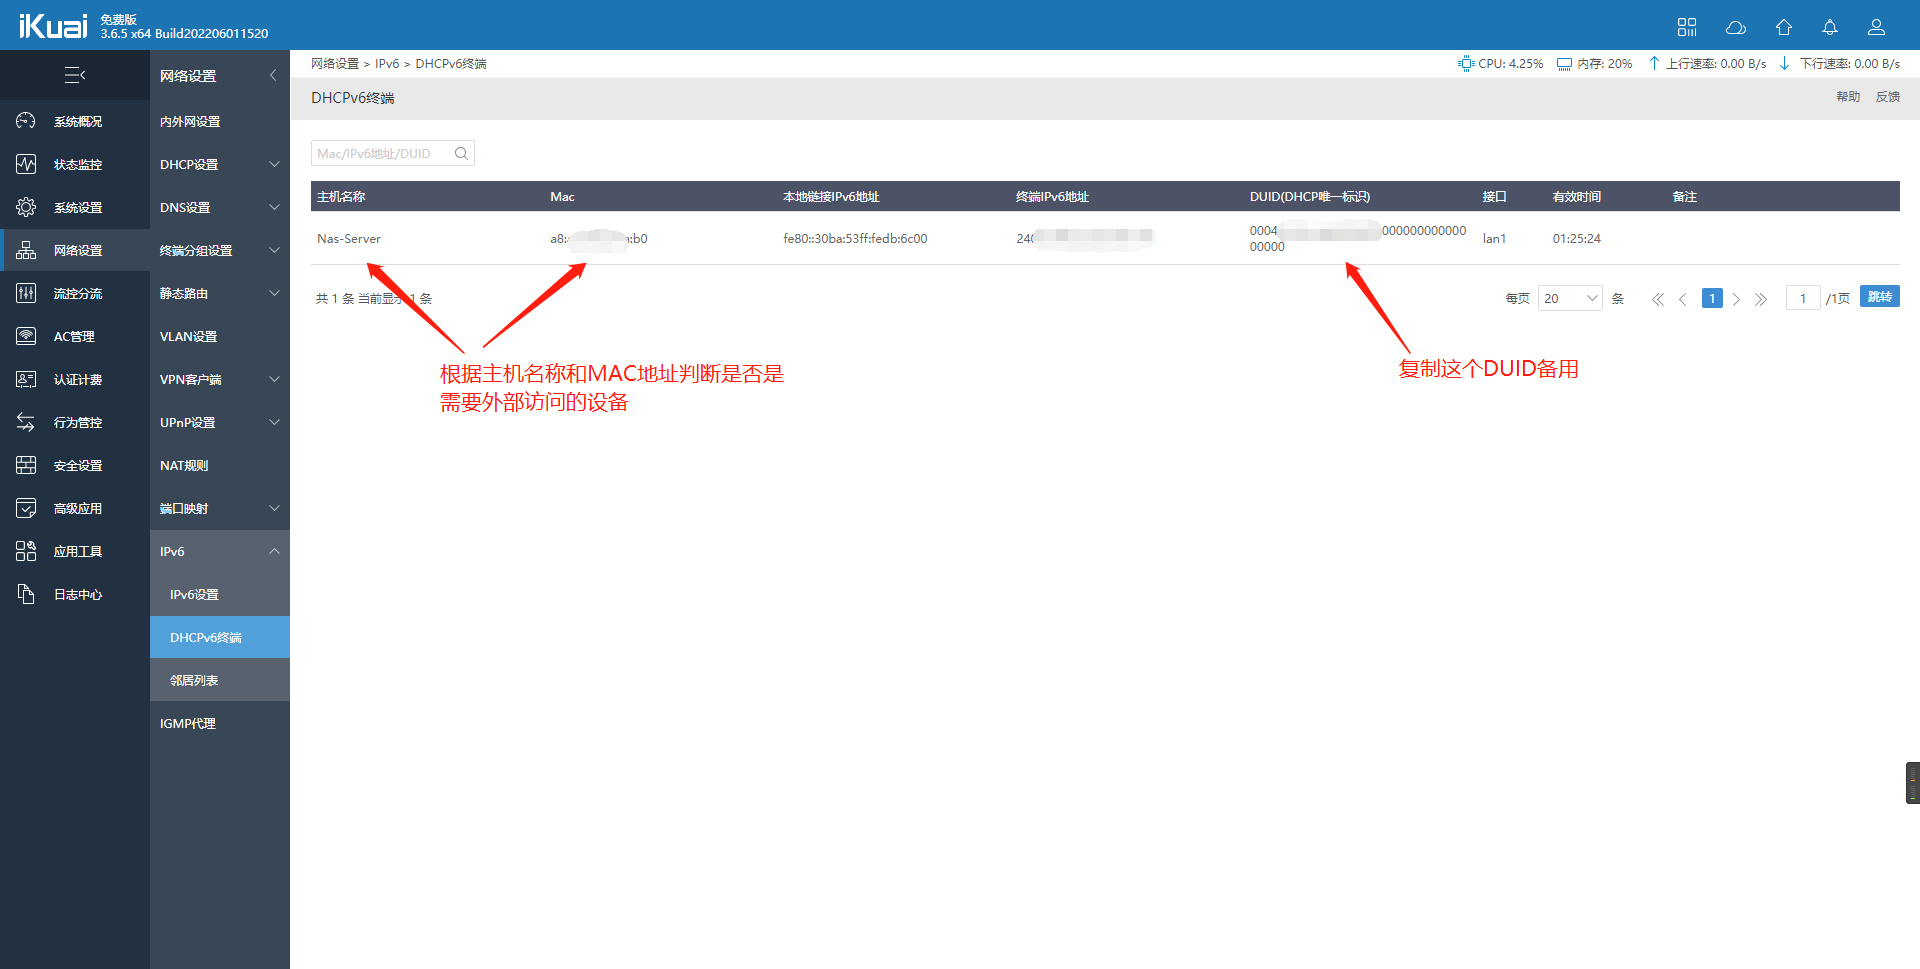 iKuai 免费版
3.6.5 x64 Build202206011520
网络设置 > IPv6 > DHCPv6终端
CPU: 4.25% 内存: 20% 上行速率: 0.00 B/s 下行速率: 0.00 B/s
DHCPv6终端
帮助 反馈
系统概况
状态监控
系统设置
网络设置
流控分流
AC管理
认证计费
行为管控
安全设置
高级应用
应用工具
日志中心
网络设置
内外网设置
DHCP设置
DNS设置
终端分组设置
静态路由
VLAN设置
VPN客户端
UPnP设置
NAT规则
端口映射
IPv6
IPv6设置
DHCPv6终端
邻居列表
IGMP代理
Mac/IPv6地址/DUID
主机名称 Mac 本地链接IPv6地址 终端IPv6地址 DUID(DHCP唯一标识) 接口 有效时间 备注
Nas-Server a8: :b0 fe80::30ba:53ff:fedb:6c00 240 0004 000000000000 lan1 01:25:24
00000
共 1 条 当前显示 1 条
每页 20 条 1 1 /1页 跳转
根据主机名称和MAC地址判断是否是
需要外部访问的设备
复制这个DUID备用